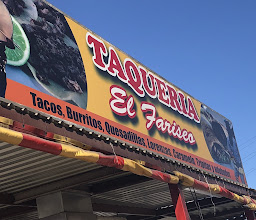 TAQUERIA
El Fariseo
Tacos, Burritos, Quesadillas,